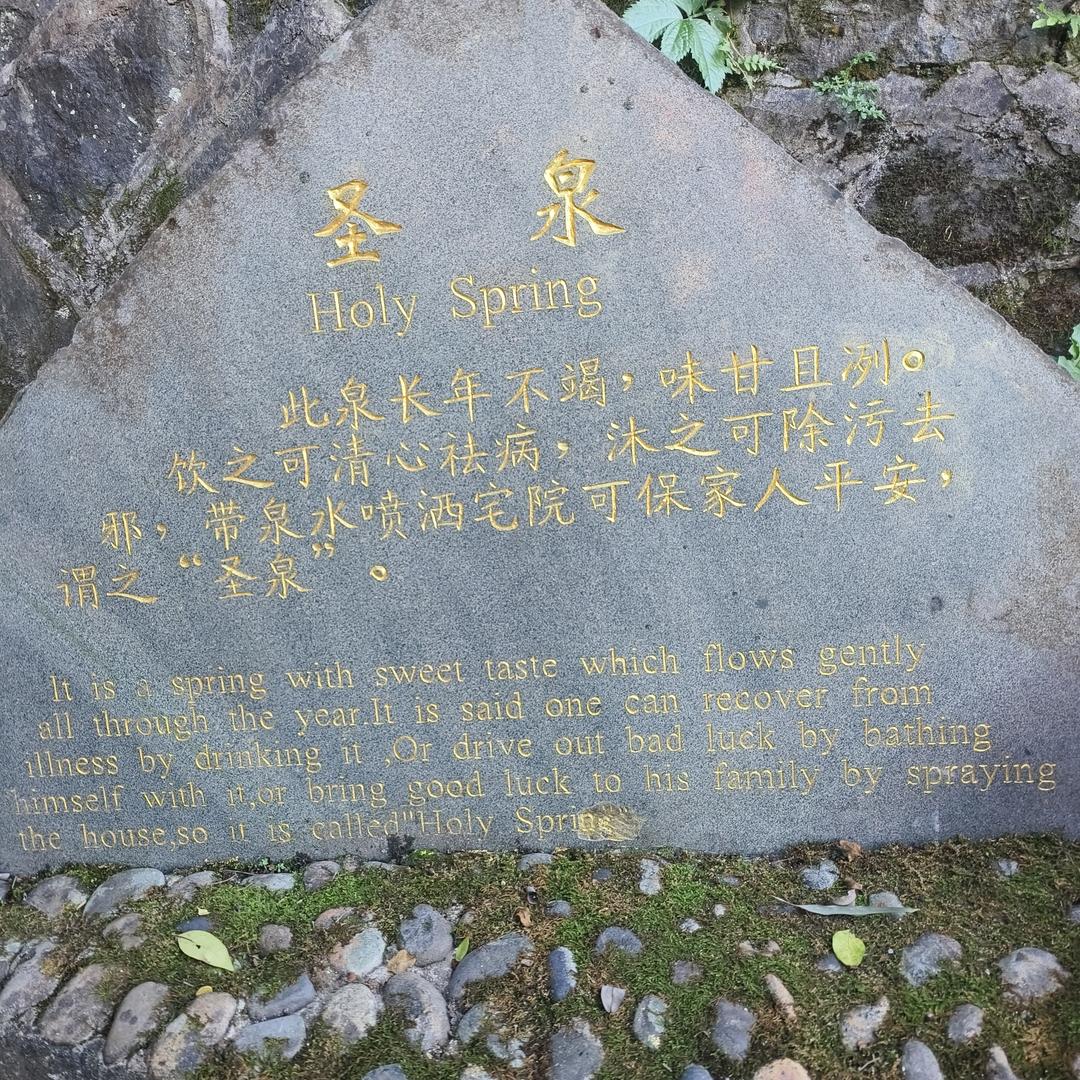 圣泉
Holy Spring
此泉长年不竭，味甘且冽。
饮之可清心祛病，沐之可除污去
邪，带泉水喷洒宅院可保家人平安，
谓之“圣泉”。
It is a spring with sweet taste which flows gently
all through the year.It is said one can recover from
illness by drinking it ,Or drive out bad luck by bathing
himself with it,or bring good luck to his family by spraying
the house,so it is called"Holy Spring"